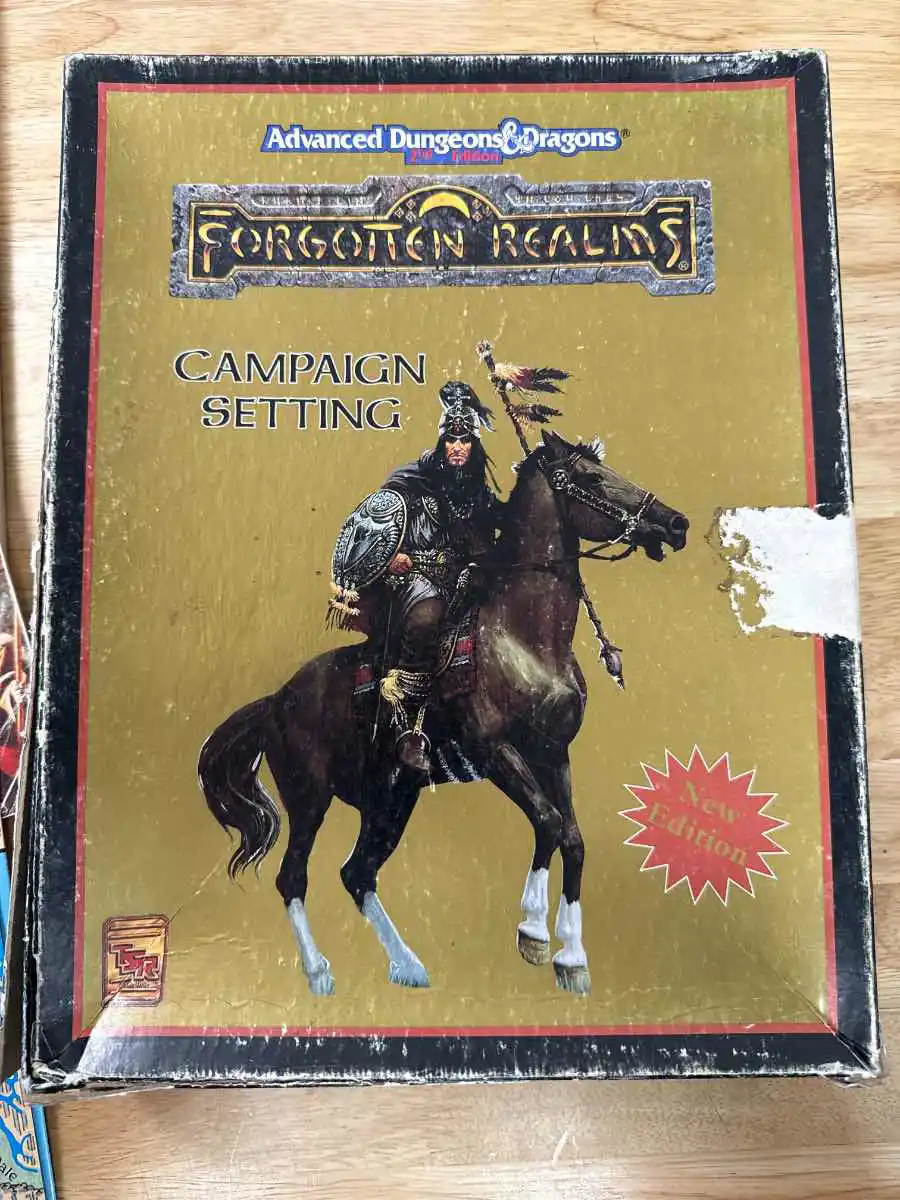 Advanced Dungeons & Dragons®
2ND Edition
FORGOTTEN REALMS®
CAMPAIGN
SETTING
New
Edition
TSR